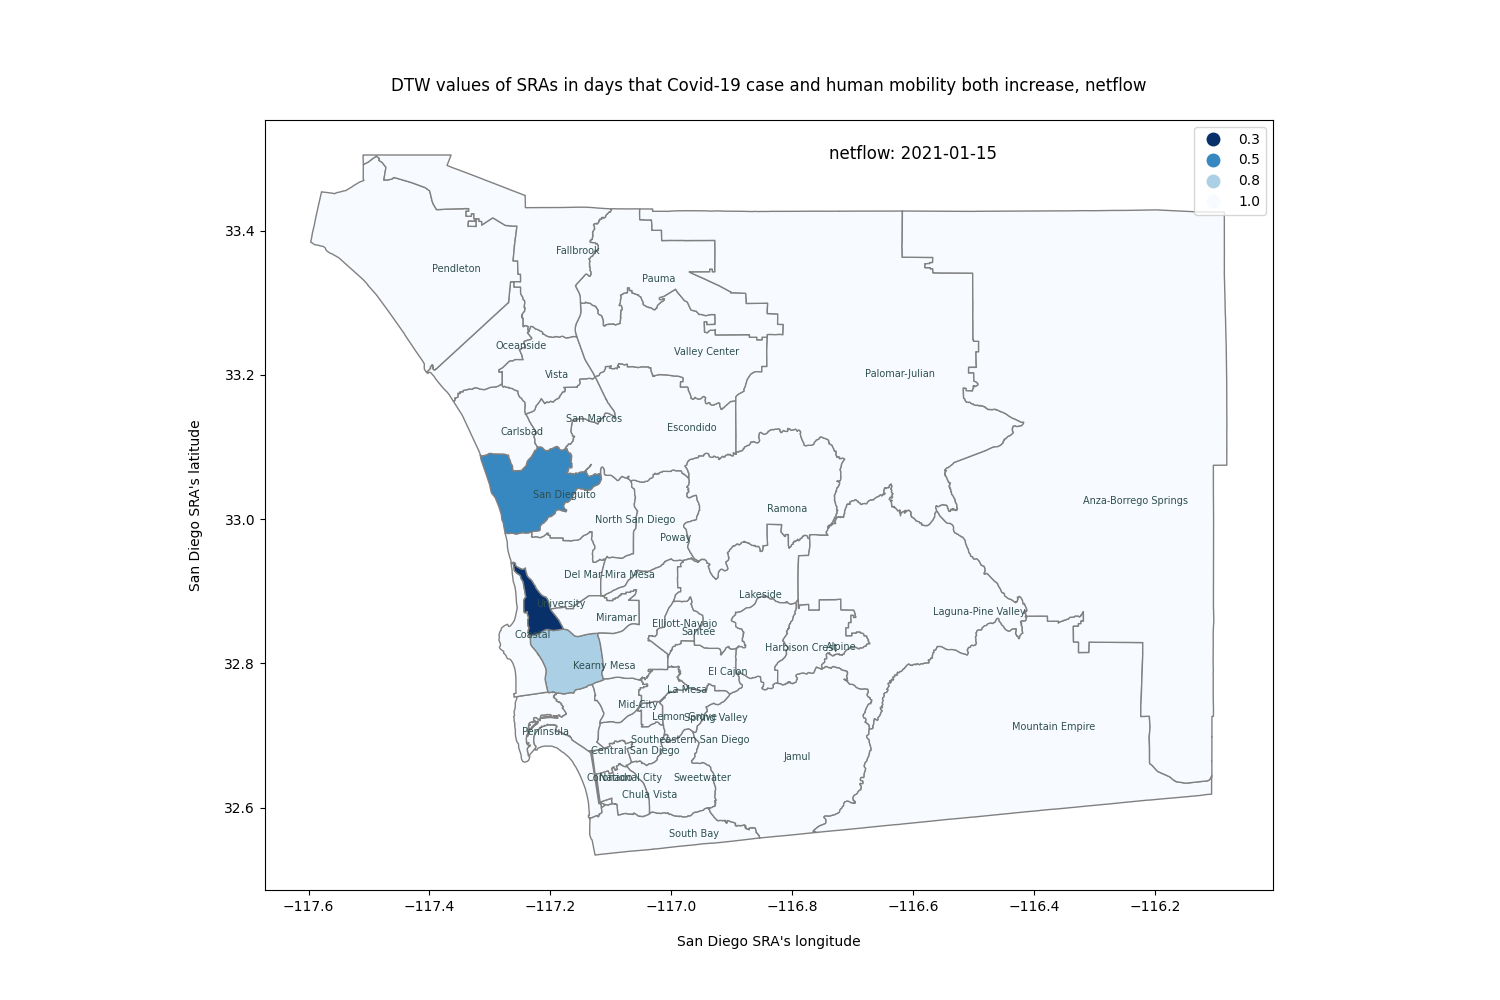 DTW values of SRAs in days that Covid-19 case and human mobility both increase, netflow
netflow: 2021-01-15
0.3
0.5
0.8
1.0
San Diego SRA's latitude
33.4
33.2
33.0
32.8
32.6
Fallbrook
Pendleton
Pauma
Oceanside
Valley Center
Vista
Palomar-Julian
San Marcos
Carlsbad
Escondido
San Dieguito
Anza-Borrego Springs
Ramona
North San Diego
Poway
Del Mar-Mira Mesa
Lakeside
University
Laguna-Pine Valley
Miramar
Elliott-Navajo
Santee
Coastal
Harbison Crest
Alpine
Kearny Mesa
El Cajon
La Mesa
Mid-City
Lemon Grove
Spring Valley
Mountain Empire
Peninsula
Southeastern San Diego
Central San Diego
Jamul
Coronado
National City
Sweetwater
Chula Vista
South Bay
−117.6
−117.4
−117.2
−117.0
−116.8
−116.6
−116.4
−116.2
San Diego SRA's longitude